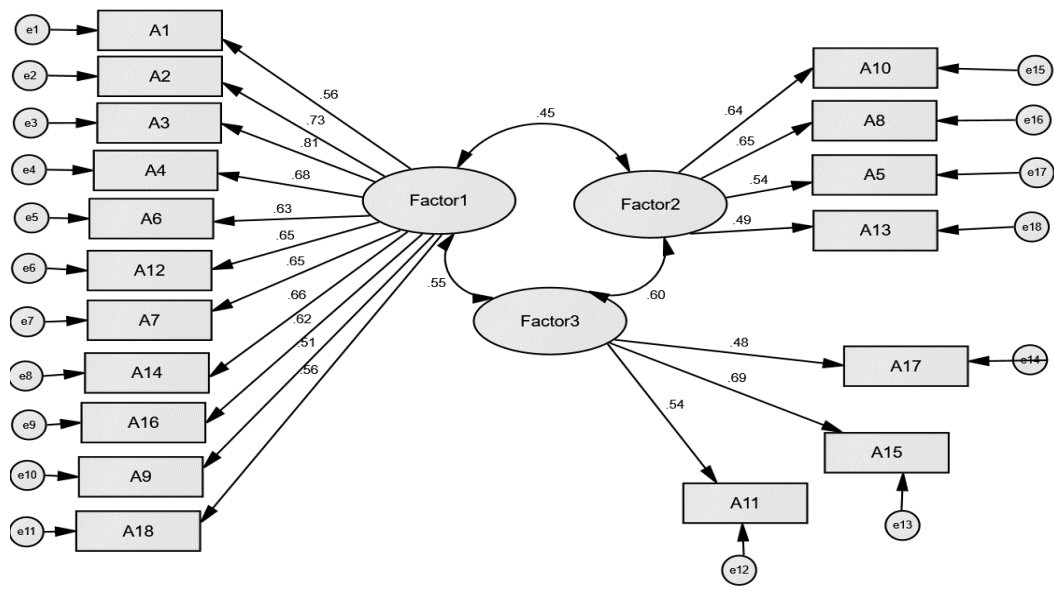 e1
A1
e2
A2
e3
A3
e4
A4
e5
A6
e6
A12
e7
A7
e8
A14
e9
A16
e10
A9
e11
A18
.56
.73
.81
.68
.63
.65
.65
.66
.62
.51
.56
Factor1
.45
Factor2
.55
.60
Factor3
.64
.65
.54
.49
A10
e15
A8
e16
A5
e17
A13
e18
.48
.69
.54
A17
e14
A15
e13
A11
e12